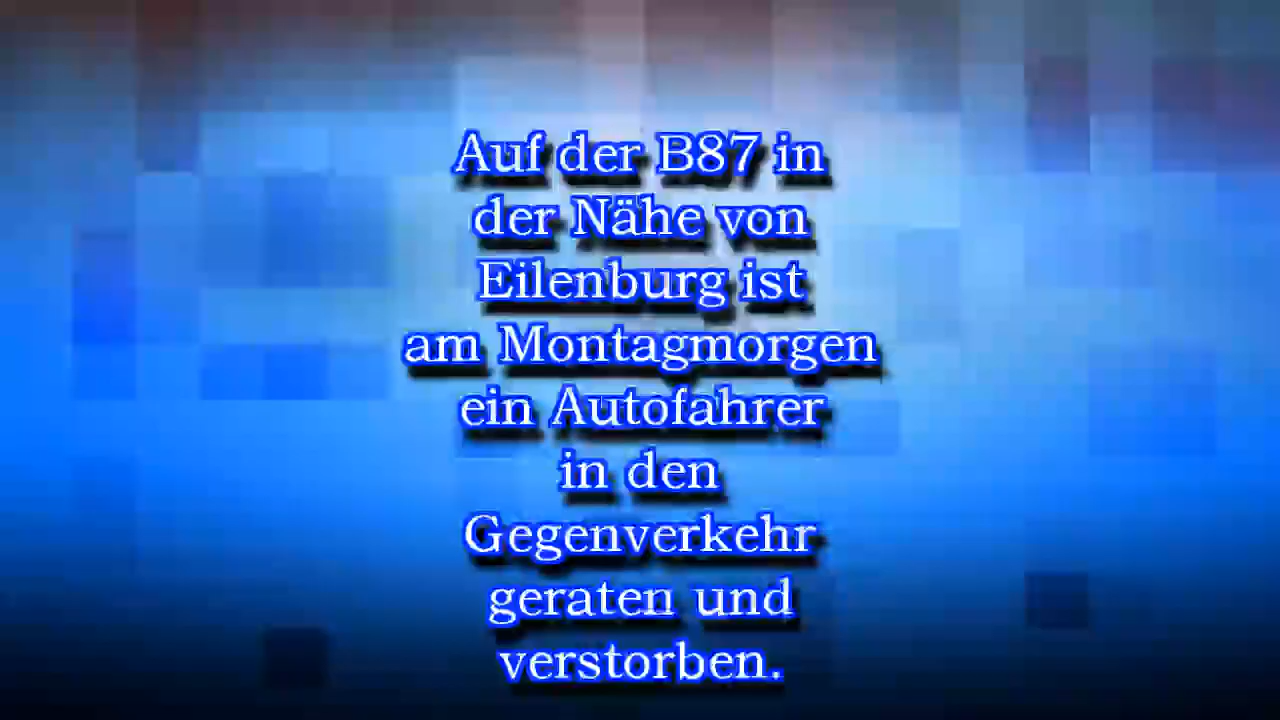 Auf der B87 in
der Nähe von
Eilenburg ist
am Montagmorgen
ein Autofahrer
in den
Gegenverkehr
geraten und
verstorben.